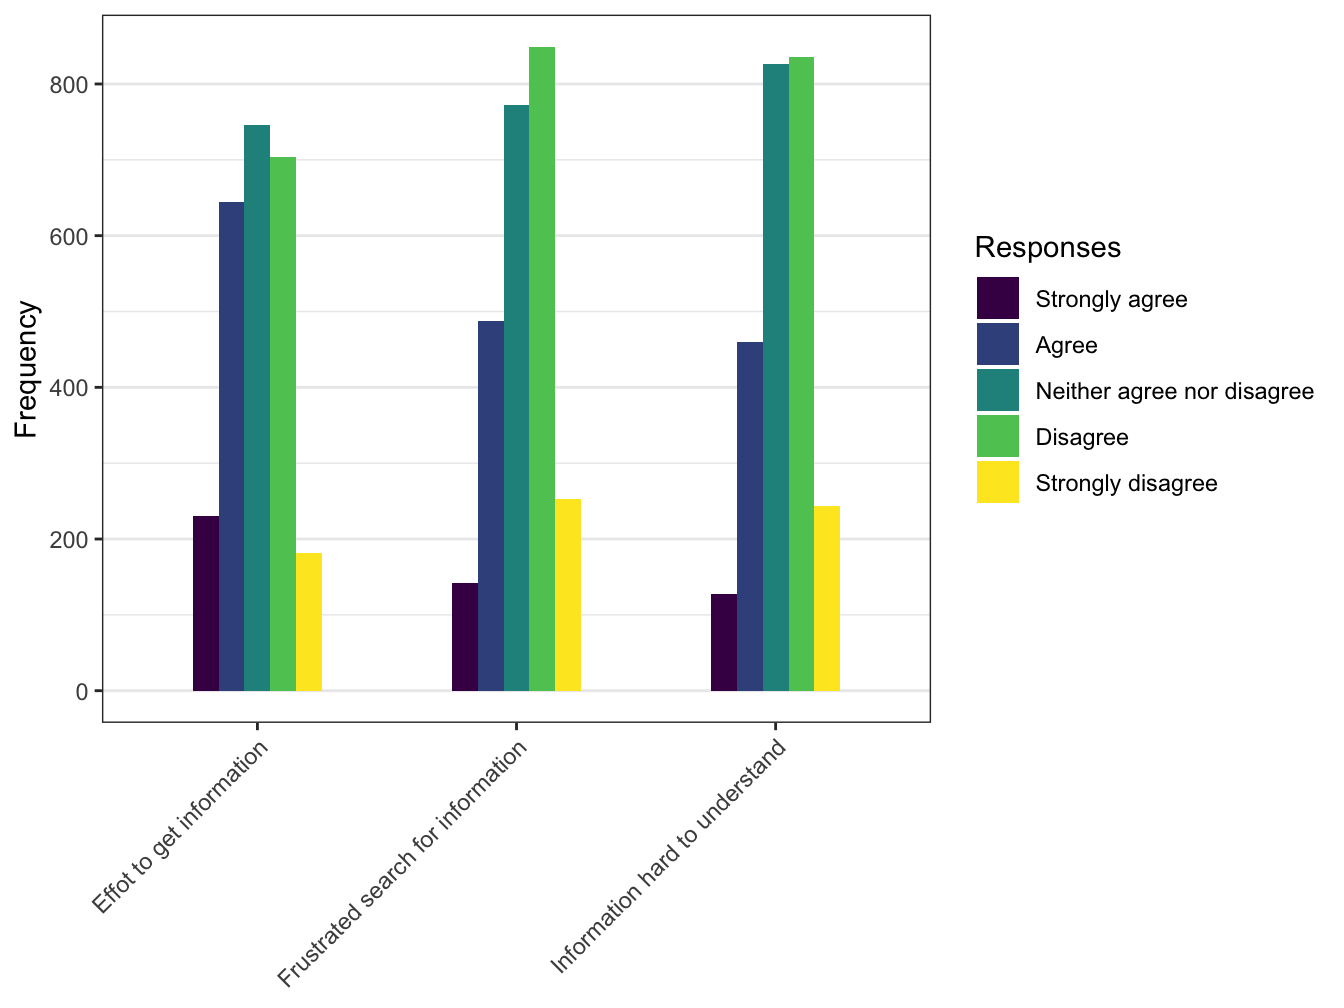 800
600
400
200
0
Frequency
Effot to get information
Frustrated search for information
Information hard to understand
Responses
Strongly agree
Agree
Neither agree nor disagree
Disagree
Strongly disagree